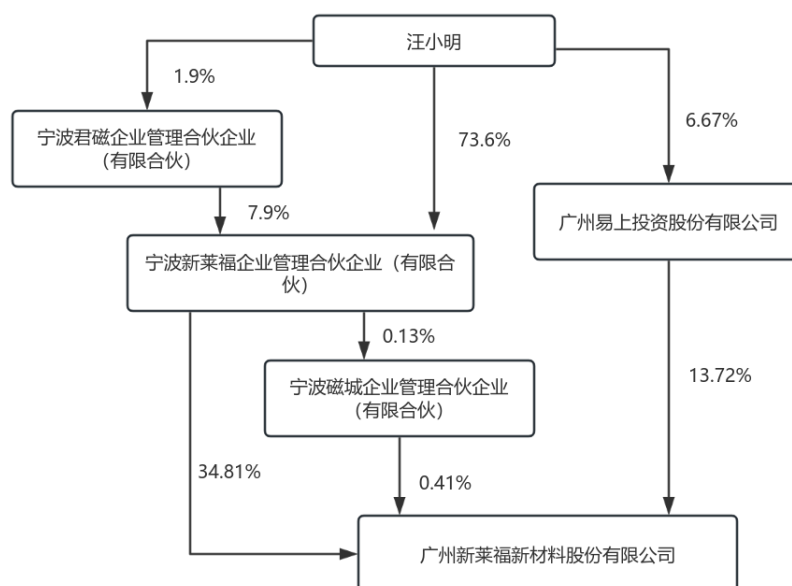 汪小明
1.9%
73.6%
6.67%
宁波君磁企业管理合伙企业
（有限合伙）
7.9%
广州易上投资股份有限公司
宁波新莱福企业管理合伙企业（有限合
伙）
0.13%
宁波磁城企业管理合伙企业
（有限合伙）
13.72%
34.81%
0.41%
广州新莱福新材料股份有限公司